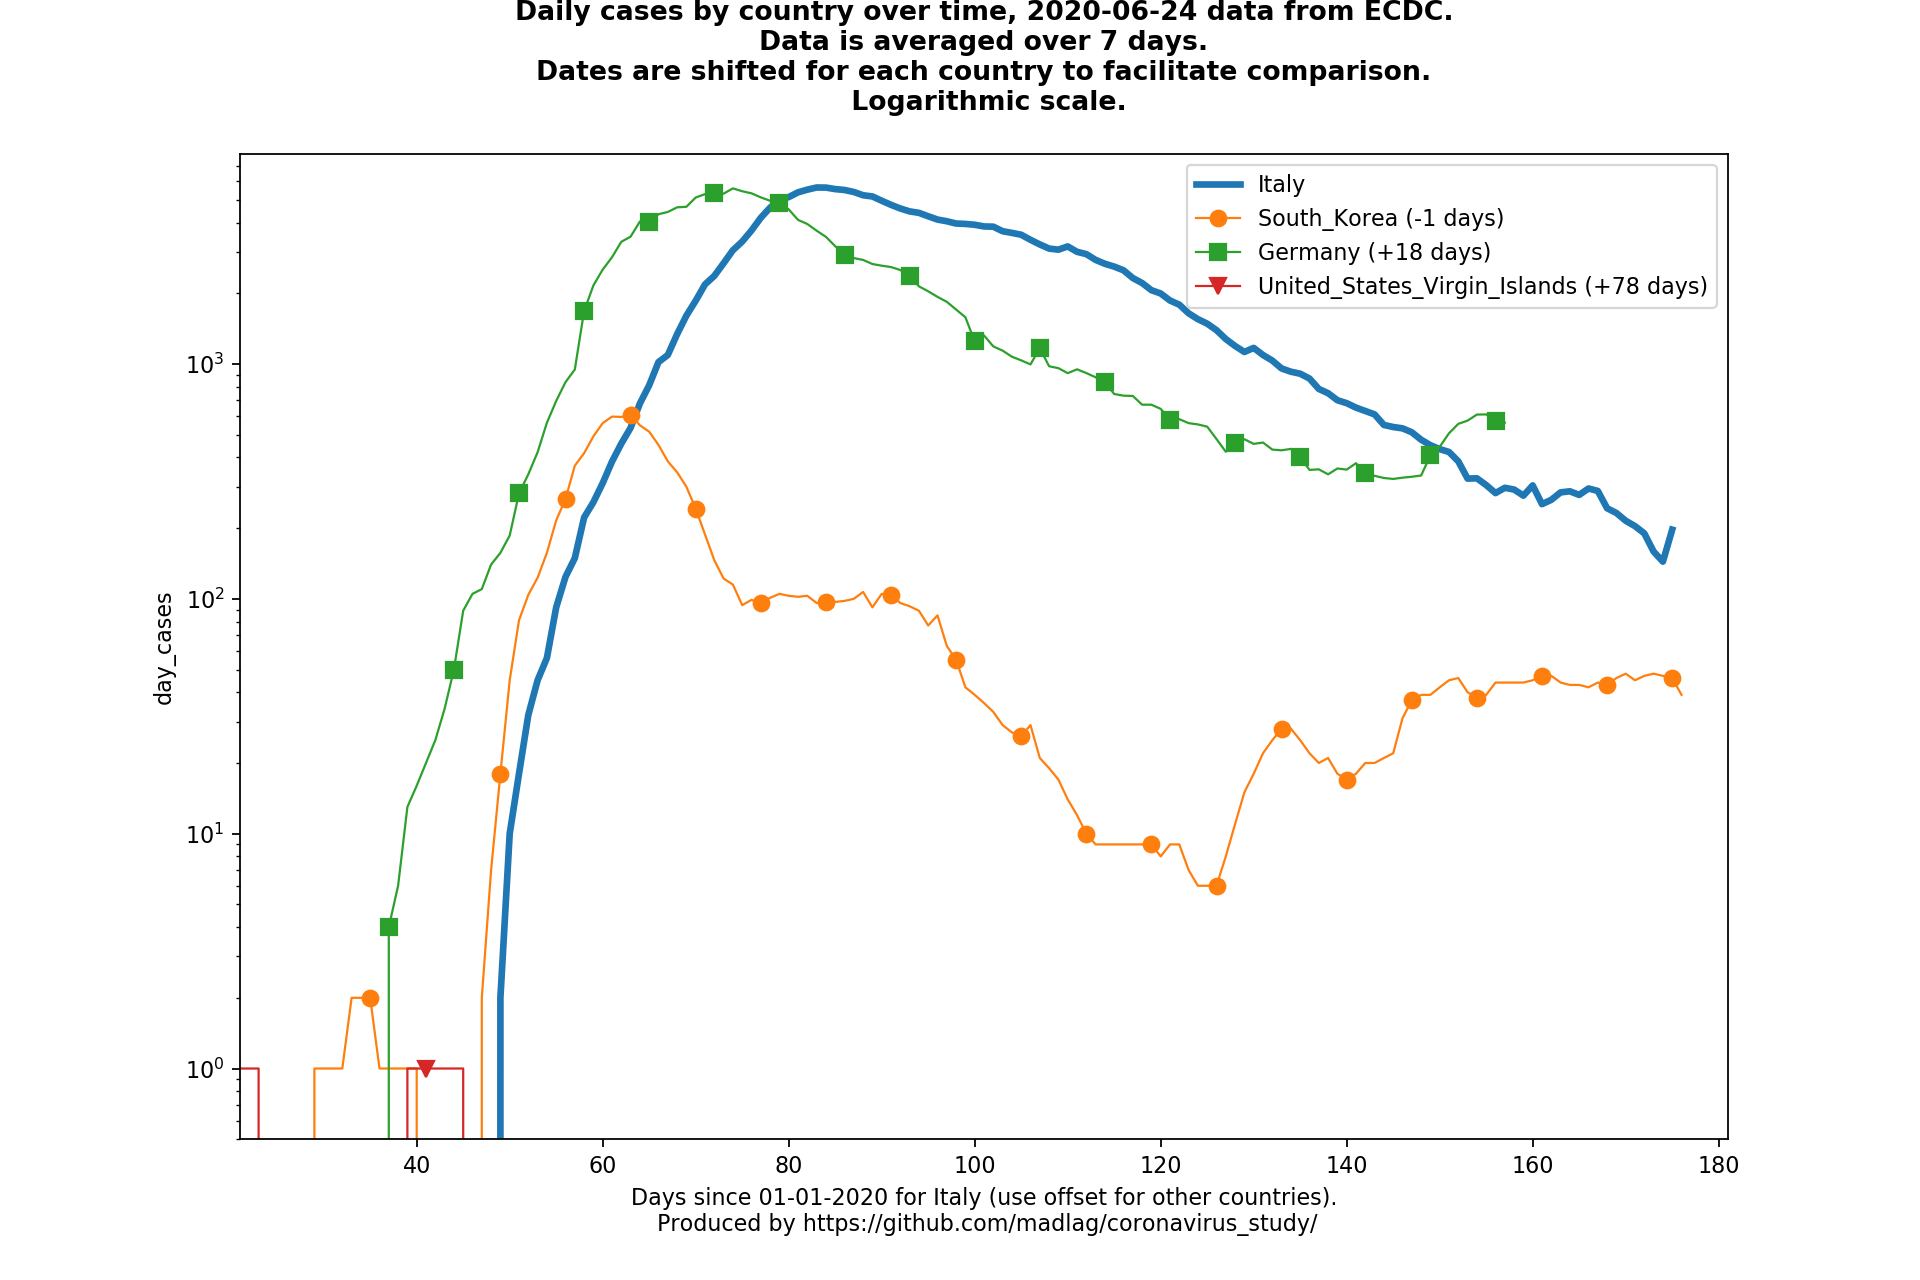 Daily cases by country over time, 2020-06-24 data from ECDC.
Data is averaged over 7 days.
Dates are shifted for each country to facilitate comparison.
Logarithmic scale.
Italy
South_Korea (-1 days)
Germany (+18 days)
United_States_Virgin_Islands (+78 days)
day_cases
10³
10²
10¹
10⁰
40 60 80 100 120 140 160 180
Days since 01-01-2020 for Italy (use offset for other countries).
Produced by https://github.com/madlag/coronavirus_study/